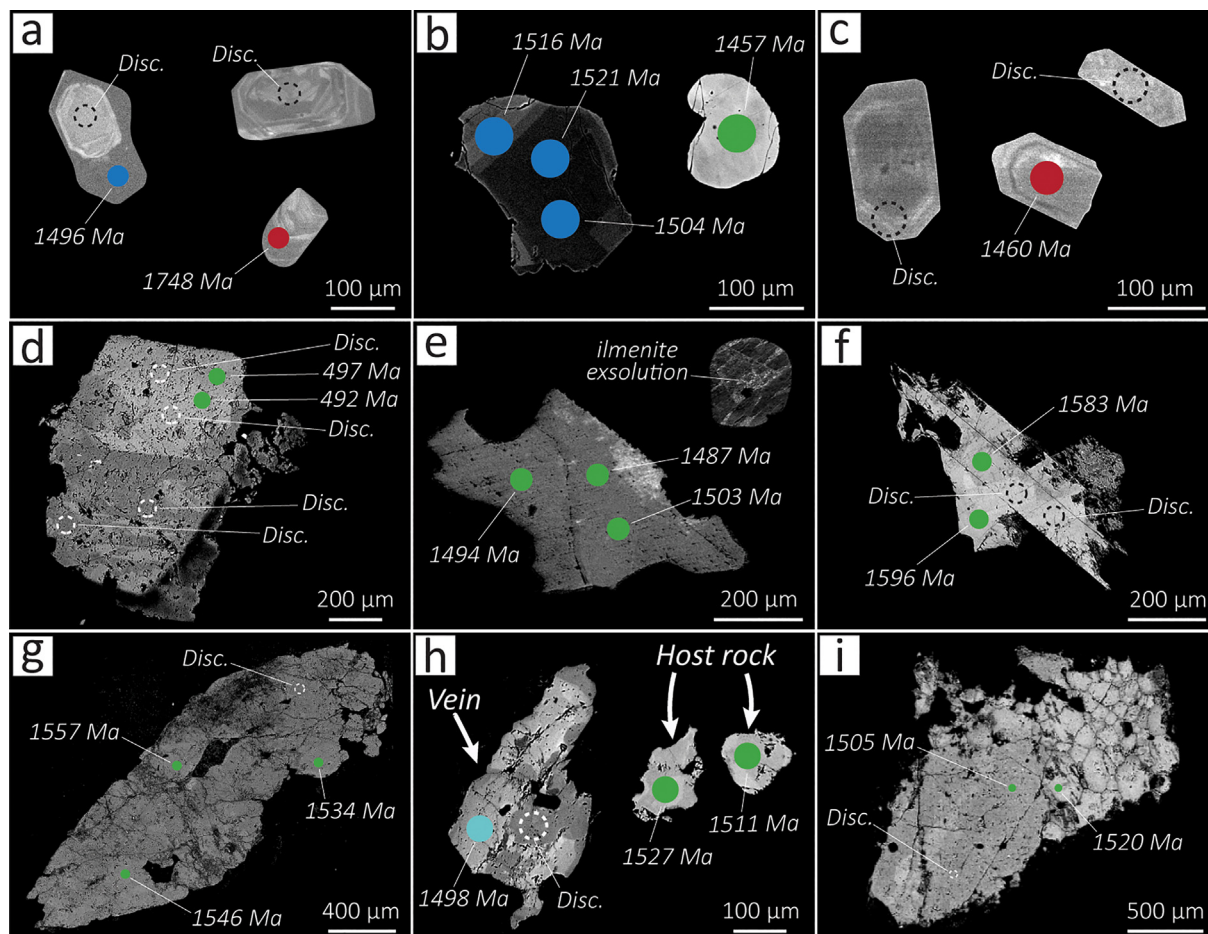 a
Disc.
Disc.
1496 Ma
1748 Ma
100 µm
b
1516 Ma
1521 Ma
1457 Ma
1504 Ma
100 µm
c
Disc.
1460 Ma
Disc.
100 µm
d
Disc.
497 Ma
492 Ma
Disc.
Disc.
Disc.
200 µm
e
ilmenite
exsolution
1487 Ma
1503 Ma
1494 Ma
200 µm
f
1583 Ma
Disc.
Disc.
1596 Ma
200 µm
g
Disc.
1557 Ma
1534 Ma
1546 Ma
400 µm
h
Host rock
Vein
1511 Ma
1527 Ma
1498 Ma
Disc.
100 µm
i
1505 Ma
Disc.
1520 Ma
500 µm